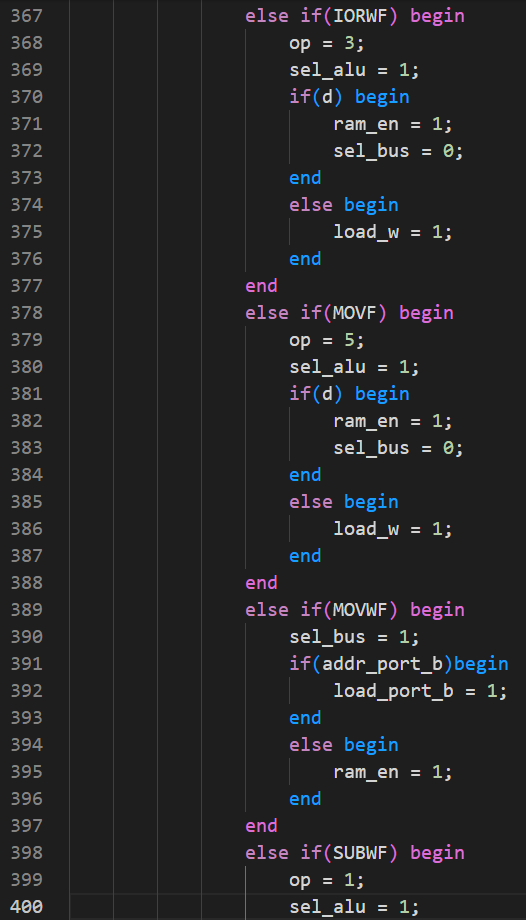 367 else if(IORWF) begin
368 op = 3;
369 sel_alu = 1;
370 if(d) begin
371 ram_en = 1;
372 sel_bus = 0;
373 end
374 else begin
375 load_w = 1;
376 end
377 end
378 else if(MOVF) begin
379 op = 5;
380 sel_alu = 1;
381 if(d) begin
382 ram_en = 1;
383 sel_bus = 0;
384 end
385 else begin
386 load_w = 1;
387 end
388 end
389 else if(MOVWF) begin
390 sel_bus = 1;
391 if(addr_port_b)begin
392 load_port_b = 1;
393 end
394 else begin
395 ram_en = 1;
396 end
397 end
398 else if(SUBWF) begin
399 op = 1;
400 sel_alu = 1;